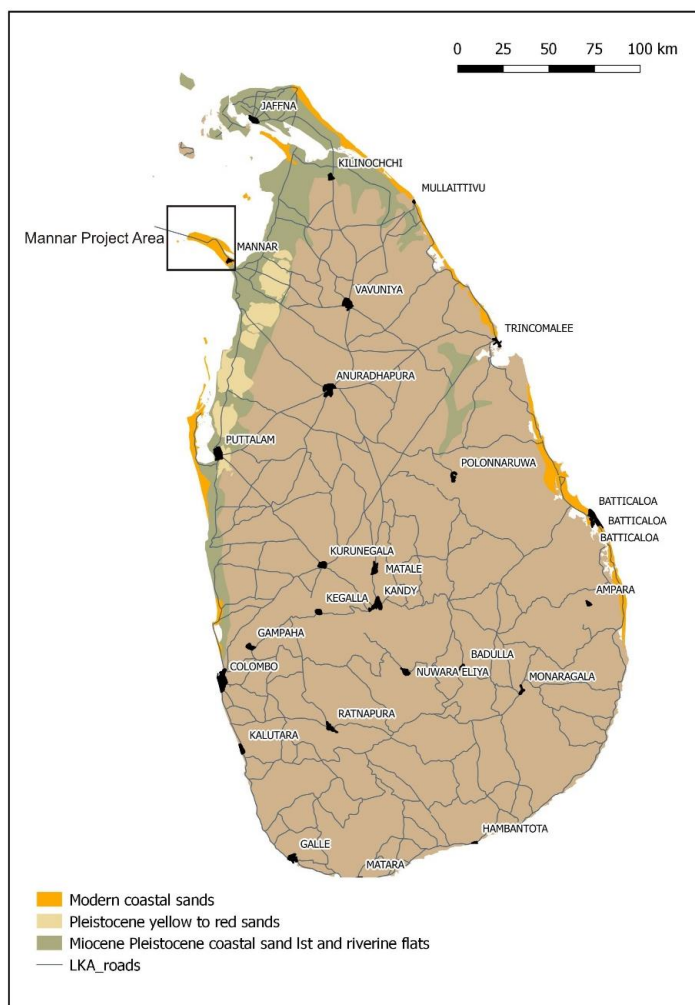 0 25 50 75 100 km
JAFFNA
KILINOCHCHI
MULLAITTIVU
Mannar Project Area
MANNAR
VAVUNIYA
TRINCOMALEE
ANURADHAPURA
PUTTALAM
POLONNARUWA
BATTICALOA
BATTICALOA
BATTICALOA
KURUNEGALA
MATALE
KANDY
KEGALLA
AMPARA
GAMPAHA
COLOMBO
BADULLA
NUWARA ELIYA
MONARAGALA
RATNAPURA
KALUTARA
HAMBANTOTA
GALLE
MATARA
Modern coastal sands
Pleistocene yellow to red sands
Miocene Pleistocene coastal sand lst and riverine flats
LKA_roads